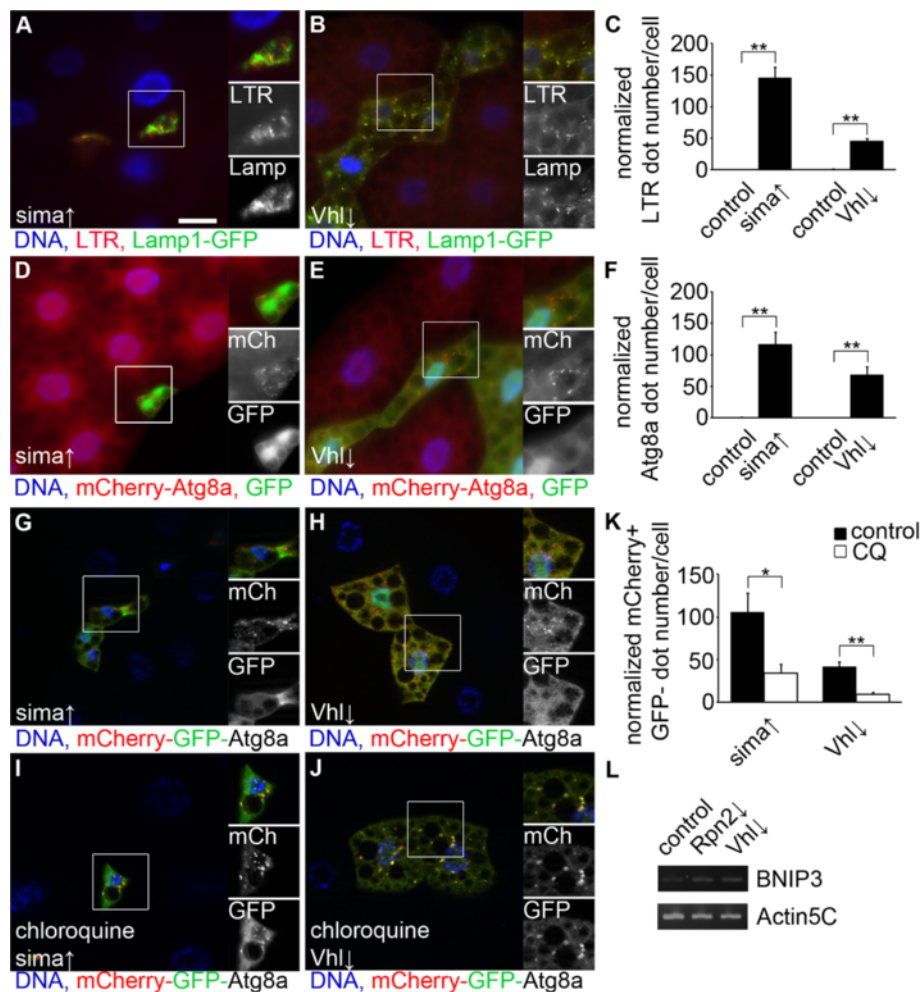 A
LTR
Lamp
sima↑
DNA, LTR, Lamp1-GFP
B
LTR
Lamp
Vhl↓
DNA, LTR, Lamp1-GFP
C
normalized
LTR dot number/cell
200
150
100
50
0
**
**
control
sima↑
control
Vhl↓
D
mCh
GFP
sima↑
DNA, mCherry-Atg8a, GFP
E
mCh
GFP
Vhl↓
DNA, mCherry-Atg8a, GFP
F
normalized
Atg8a dot number/cell
200
150
100
50
0
**
**
control
sima↑
control
Vhl↓
G
mCh
GFP
sima↑
DNA, mCherry-GFP-Atg8a
H
mCh
GFP
Vhl↓
DNA, mCherry-GFP-Atg8a
K
control
CQ
normalized mCherry+
GFP- dot number/cell
150
100
50
0
*
**
sima↑
Vhl↓
I
mCh
GFP
chloroquine
sima↑
DNA, mCherry-GFP-Atg8a
J
mCh
GFP
chloroquine
Vhl↓
DNA, mCherry-GFP-Atg8a
L
control
Rpn2↓
Vhl↓
BNIP3
Actin5C